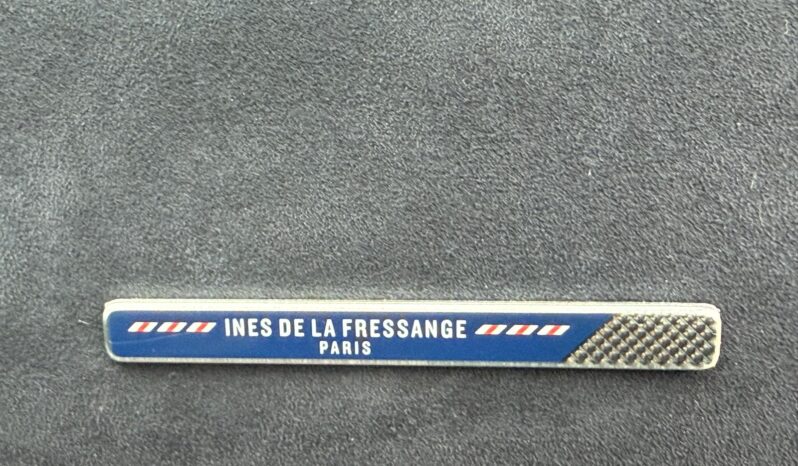 INES DE LA FRESSANGE
PARIS